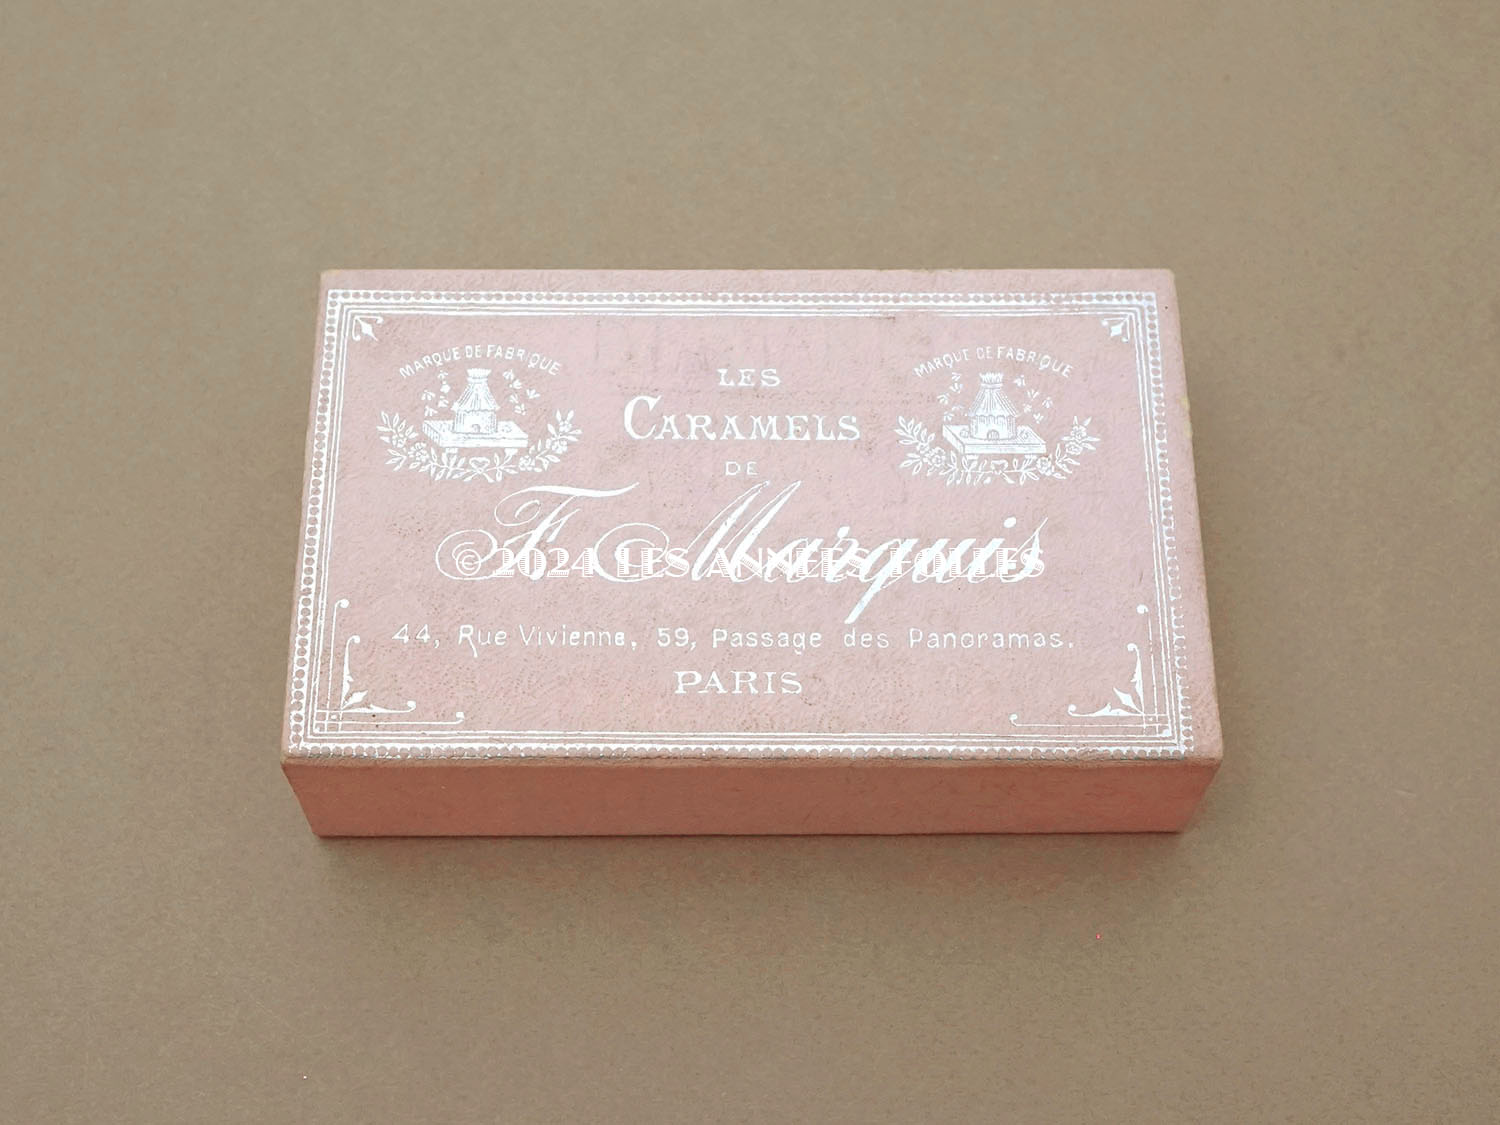 MARQUE DE FABRIQUE
MARQUE DE FABRIQUE
LES
CARAMELS
DE
F. Marquis
© 2024 LES ANNEES FOLLES
44, Rue Vivienne, 59, Passage des Panoramas.
PARIS